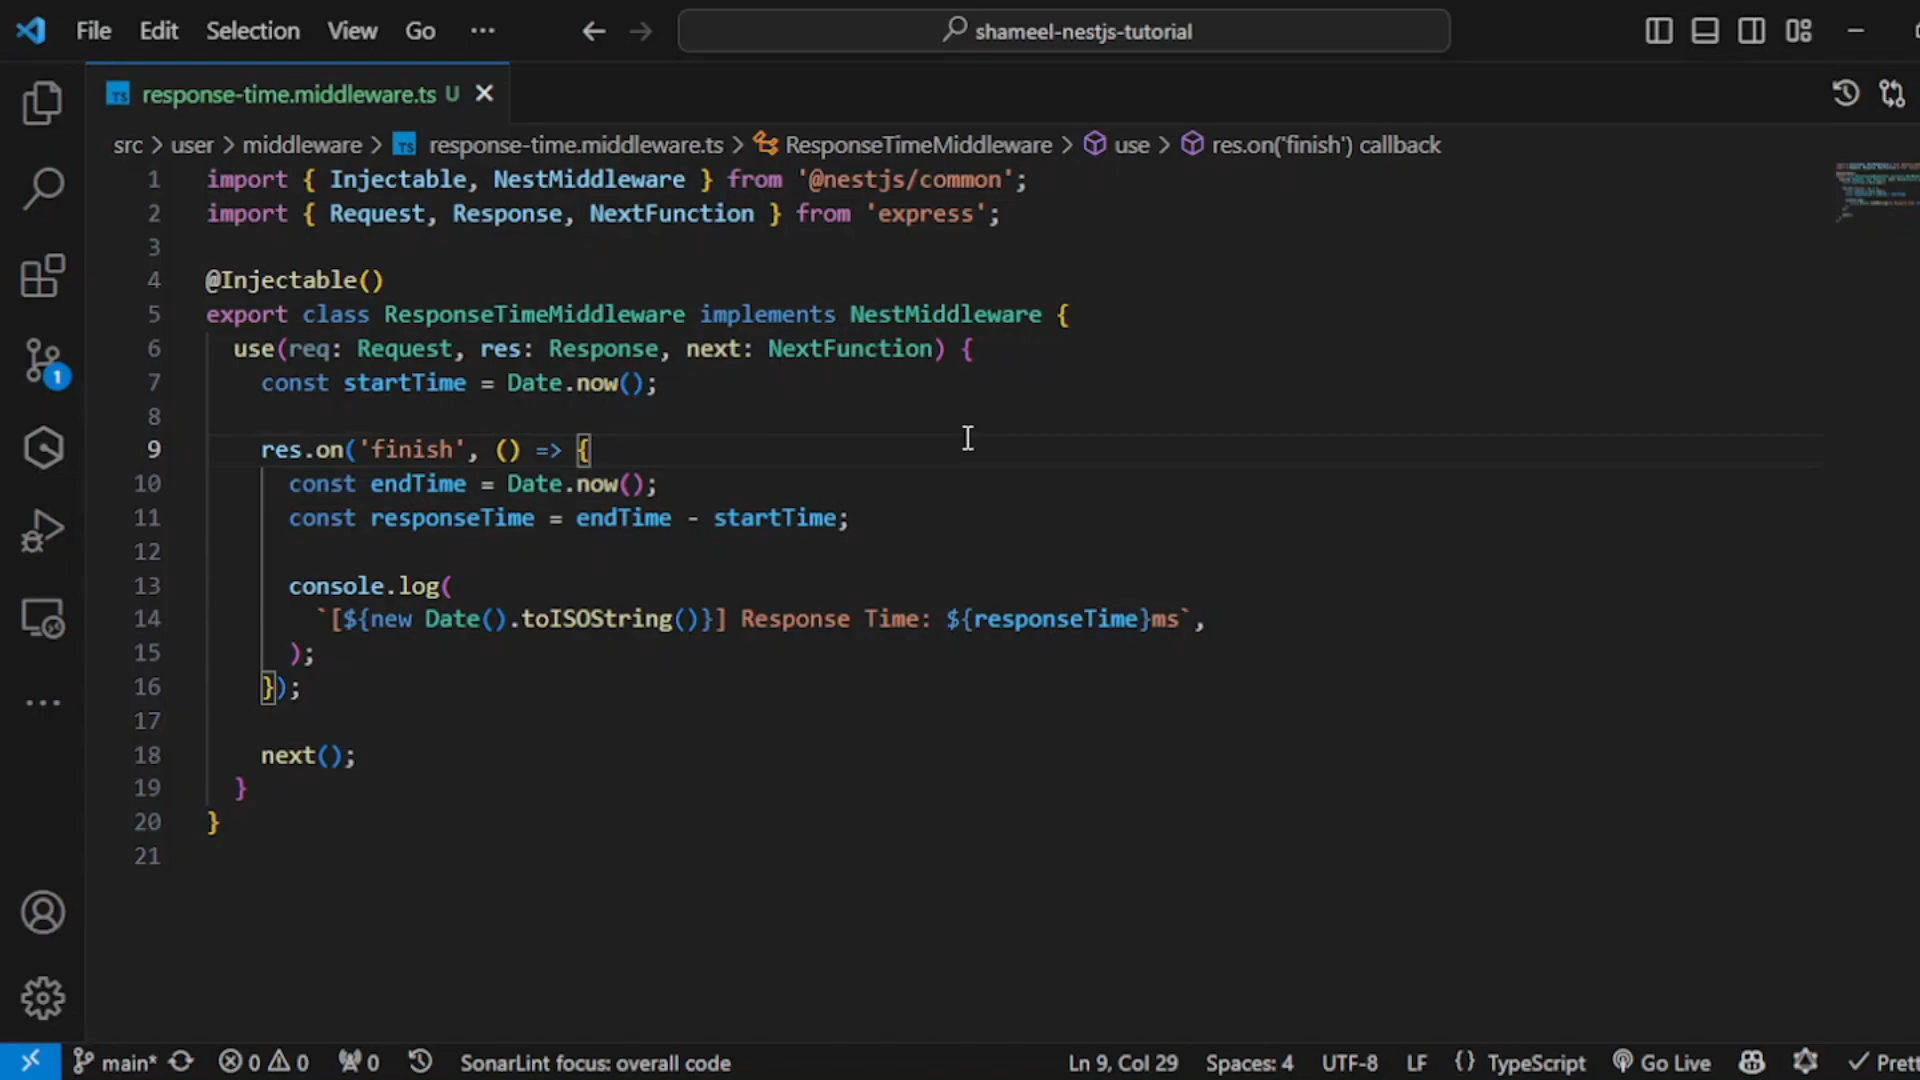 File Edit Selection View Go ··· shameel-nestjs-tutorial
TS response-time.middleware.ts U
src > user > middleware > TS response-time.middleware.ts > ResponseTimeMiddleware > use > res.on('finish') callback
1 import { Injectable, NestMiddleware } from '@nestjs/common';
2 import { Request, Response, NextFunction } from 'express';
3
4 @Injectable()
5 export class ResponseTimeMiddleware implements NestMiddleware {
6 use(req: Request, res: Response, next: NextFunction) {
7 const startTime = Date.now();
8
9 res.on('finish', () => {
10 const endTime = Date.now();
11 const responseTime = endTime - startTime;
12
13 console.log(
14 `[${new Date().toISOString()}] Response Time: ${responseTime}ms`,
15 );
16 });
17
18 next();
19 }
20 }
21
1
main* 0 0 0 SonarLint focus: overall code Ln 9, Col 29 Spaces: 4 UTF-8 LF {} TypeScript Go Live Prett